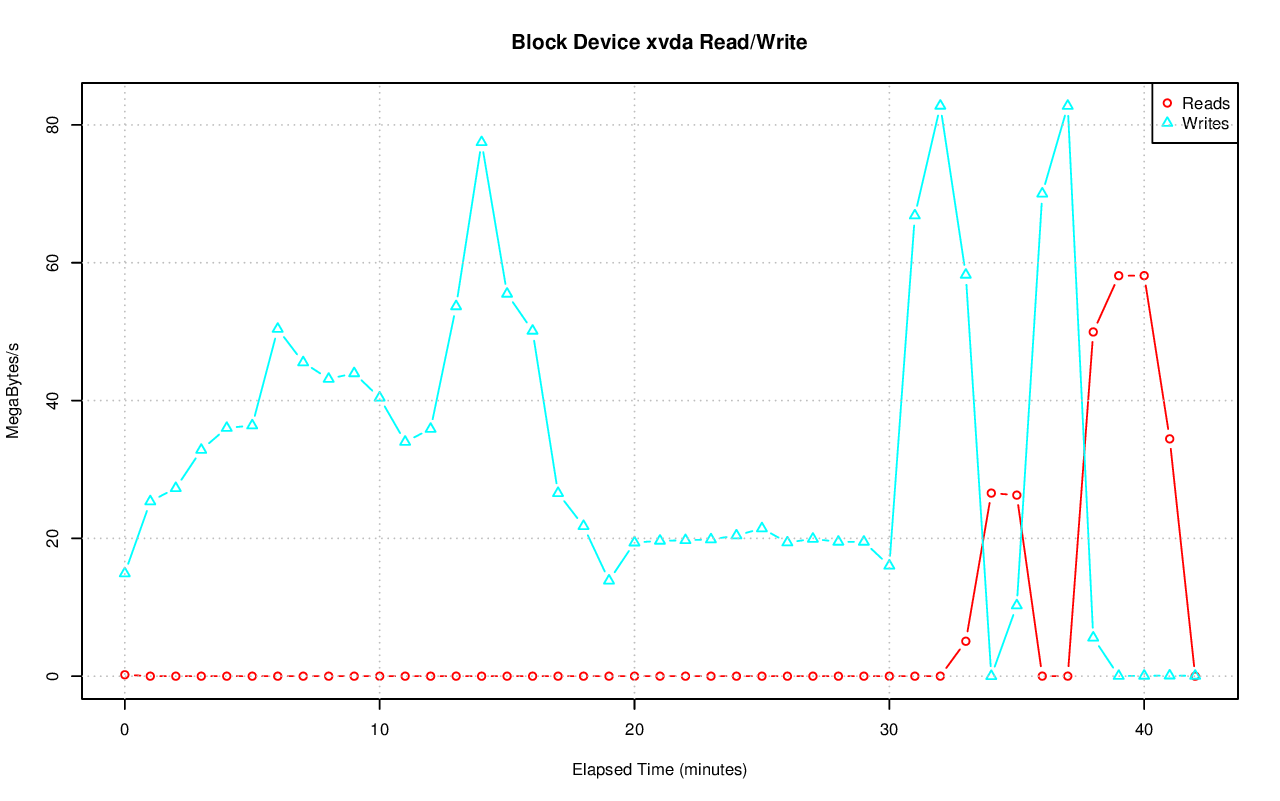 Block Device xvda Read/Write
Reads
Writes
MegaBytes/s
80
60
40
20
0
0 10 20 30 40
Elapsed Time (minutes)